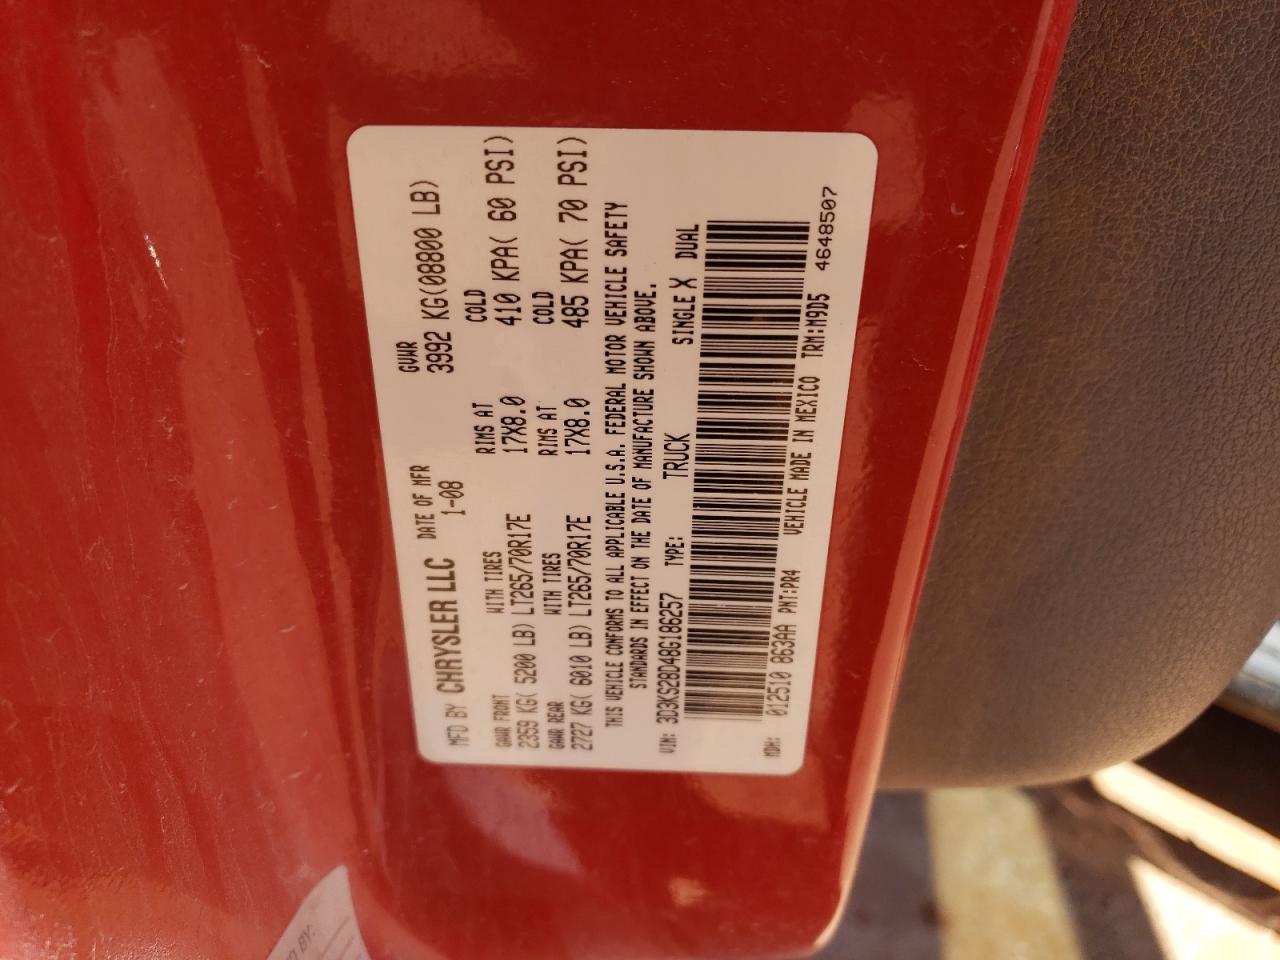 MFD BY CHRYSLER LLC DATE OF MFR GVWR
1-08 3992 KG(08800 LB)
GAWR FRONT WITH TIRES RIMS AT COLD
2359 KG( 5200 LB) LT265/70R17E 17X8.0 410 KPA( 60 PSI)
GAWR REAR WITH TIRES RIMS AT COLD
2727 KG( 6010 LB) LT265/70R17E 17X8.0 485 KPA( 70 PSI)
THIS VEHICLE CONFORMS TO ALL APPLICABLE U.S.A. FEDERAL MOTOR VEHICLE SAFETY
STANDARDS IN EFFECT ON THE DATE OF MANUFACTURE SHOWN ABOVE.
VIN: 3D3KS28D48G186257 TYPE: TRUCK SINGLE X DUAL
MDH: 012510 863AA PNT:PR4 VEHICLE MADE IN MEXICO TRM:M9D5 4648507
BY: